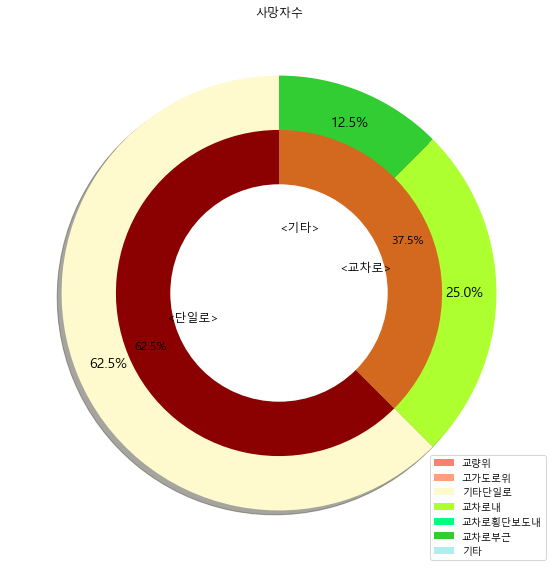 사망자수
12.5%
<기타>
37.5%
<교차로>
25.0%
<단일로>
62.5%
62.5%
교량위
고가도로위
기타단일로
교차로내
교차로횡단보도내
교차로부근
기타